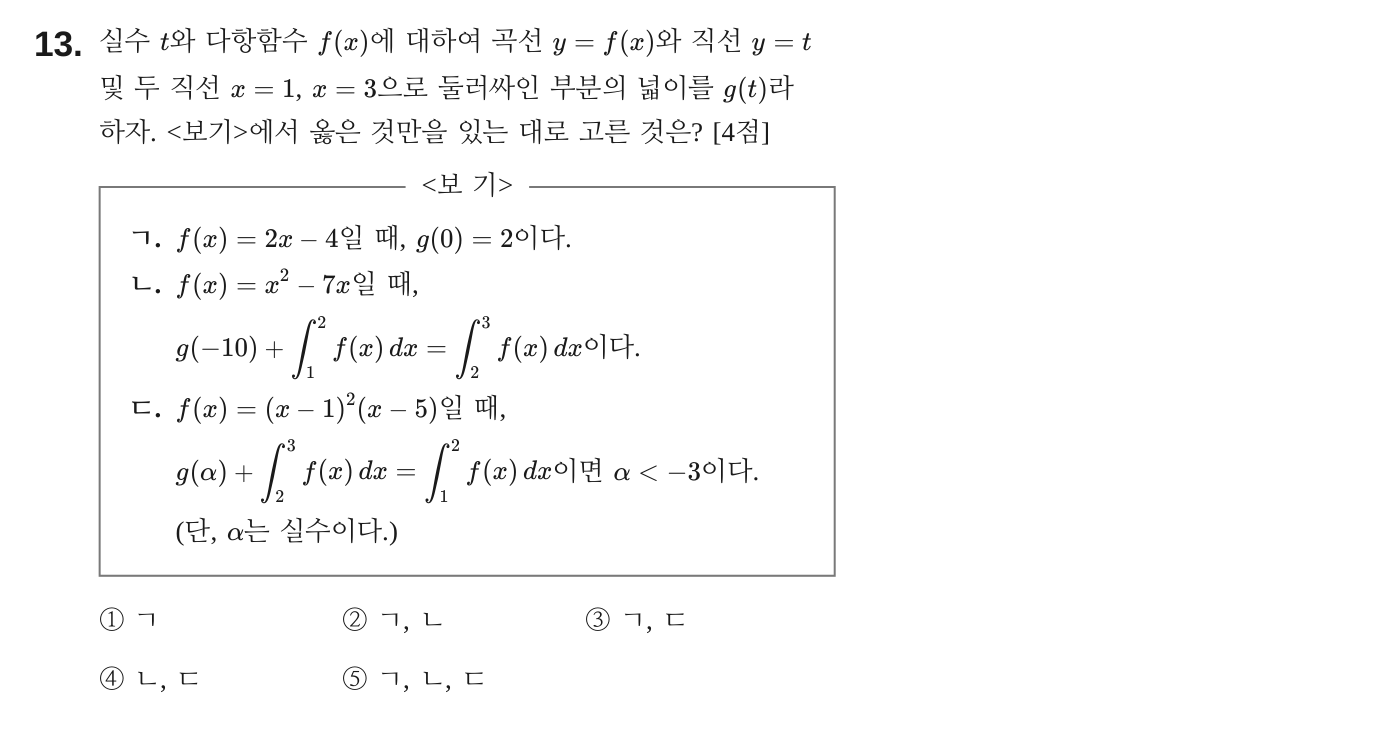 13. 실수 t와 다항함수 f(x)에 대하여 곡선 y = f(x)와 직선 y = t
및 두 직선 x = 1, x = 3으로 둘러싸인 부분의 넓이를 g(t)라
하자. <보기>에서 옳은 것만을 있는 대로 고른 것은? [4점]
<보 기>
ㄱ. f(x) = 2x − 4일 때, g(0) = 2이다.
ㄴ. f(x) = x² − 7x일 때,
g(−10) + ∫₁² f(x) dx = ∫₂³ f(x) dx이다.
ㄷ. f(x) = (x − 1)²(x − 5)일 때,
g(α) + ∫₂³ f(x) dx = ∫₁² f(x) dx이면 α < −3이다.
(단, α는 실수이다.)
① ㄱ ② ㄱ, ㄴ ③ ㄱ, ㄷ
④ ㄴ, ㄷ ⑤ ㄱ, ㄴ, ㄷ